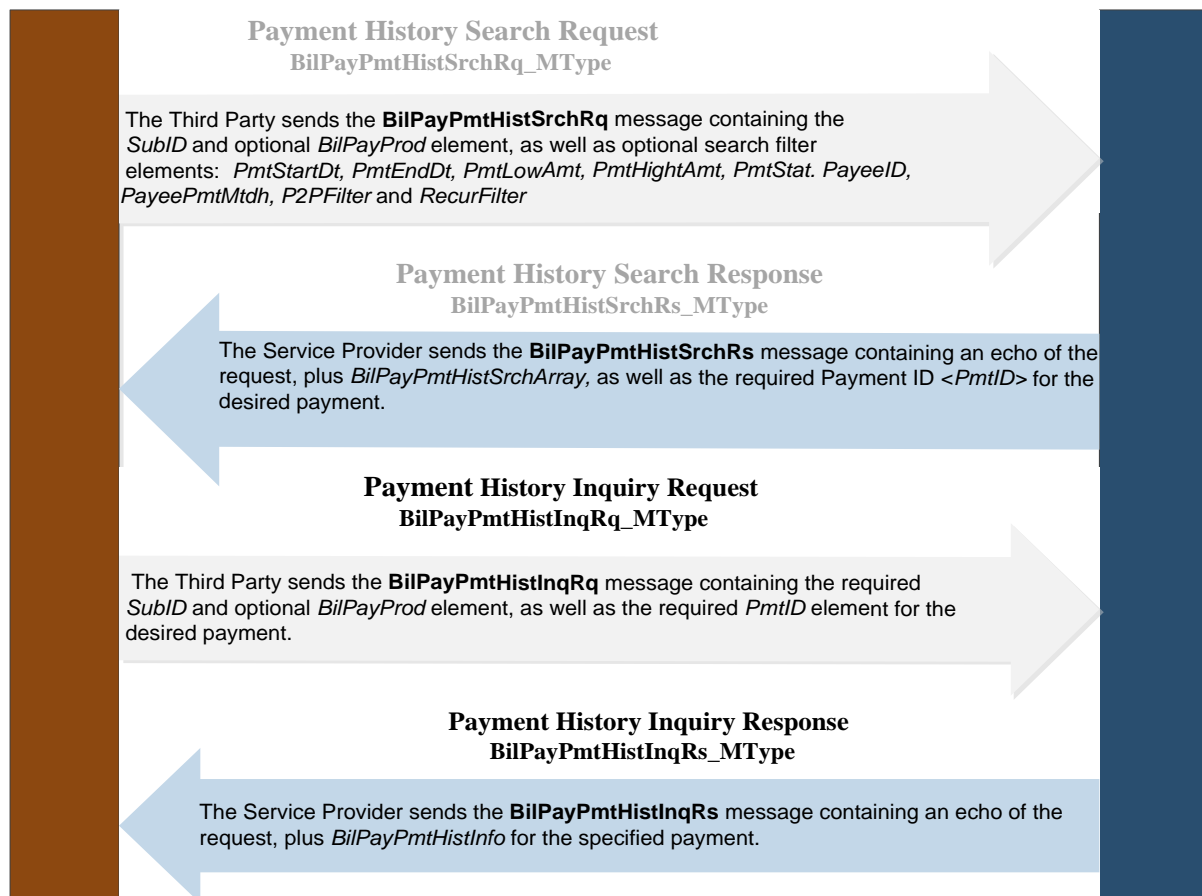 Payment History Search Request
BilPayPmtHistSrchRq_MType
The Third Party sends the BilPayPmtHistSrchRq message containing the
SubID and optional BilPayProd element, as well as optional search filter
elements: PmtStartDt, PmtEndDt, PmtLowAmt, PmtHightAmt, PmtStat. PayeeID,
PayeePmtMtdh, P2PFilter and RecurFilter
Payment History Search Response
BilPayPmtHistSrchRs_MType
The Service Provider sends the BilPayPmtHistSrchRs message containing an echo of the
request, plus BilPayPmtHistSrchArray, as well as the required Payment ID <PmtID> for the
desired payment.
Payment History Inquiry Request
BilPayPmtHistInqRq_MType
The Third Party sends the BilPayPmtHistInqRq message containing the required
SubID and optional BilPayProd element, as well as the required PmtID element for the
desired payment.
Payment History Inquiry Response
BilPayPmtHistInqRs_MType
The Service Provider sends the BilPayPmtHistInqRs message containing an echo of the
request, plus BilPayPmtHistInfo for the specified payment.